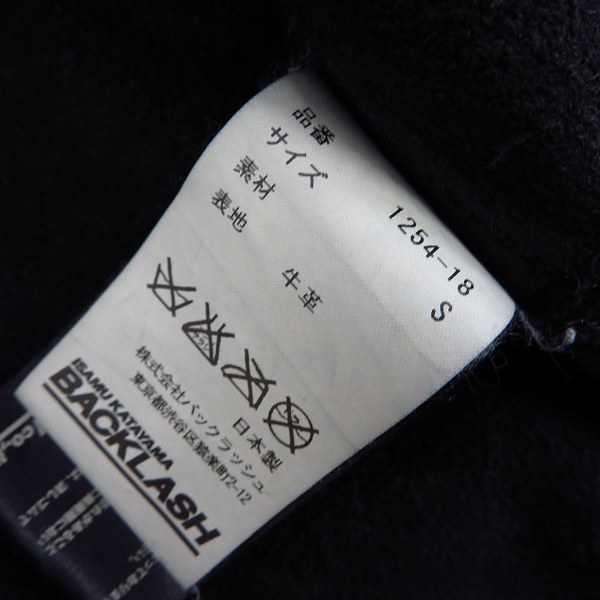 品番 1254-18
サイズ S
素材
表地 牛革
日本製
株式会社バックラッシュ
東京都渋谷区鶯楽町12-12
ISAMU KATAYAMA
BACKLASH